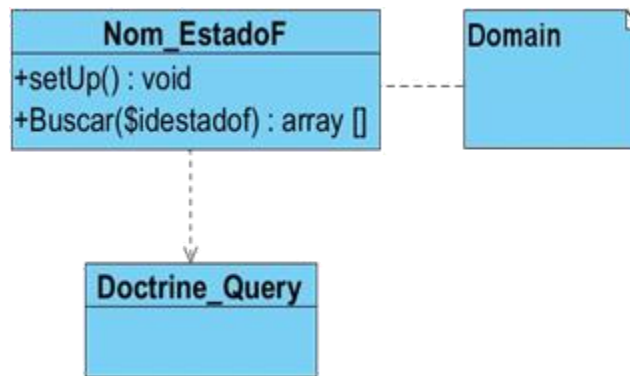 Nom_EstadoF
Domain
+setUp() : void
+Buscar($idestadof) : array []
Doctrine_Query